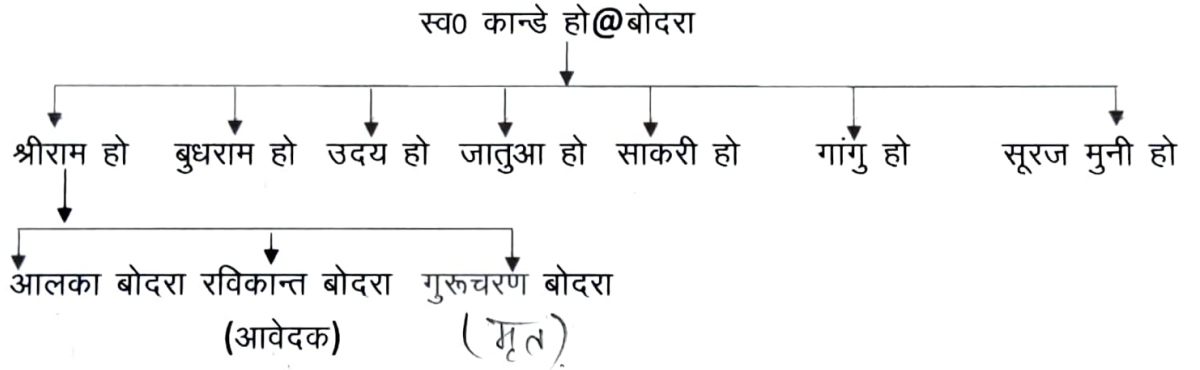 स्व0 कान्डे हो@बोदरा
श्रीराम हो बुधराम हो उदय हो जातुआ हो साकरी हो गांगु हो सूरज मुनी हो
आलका बोदरा रविकान्त बोदरा गुरूचरण बोदरा
(आवेदक) (मृत)